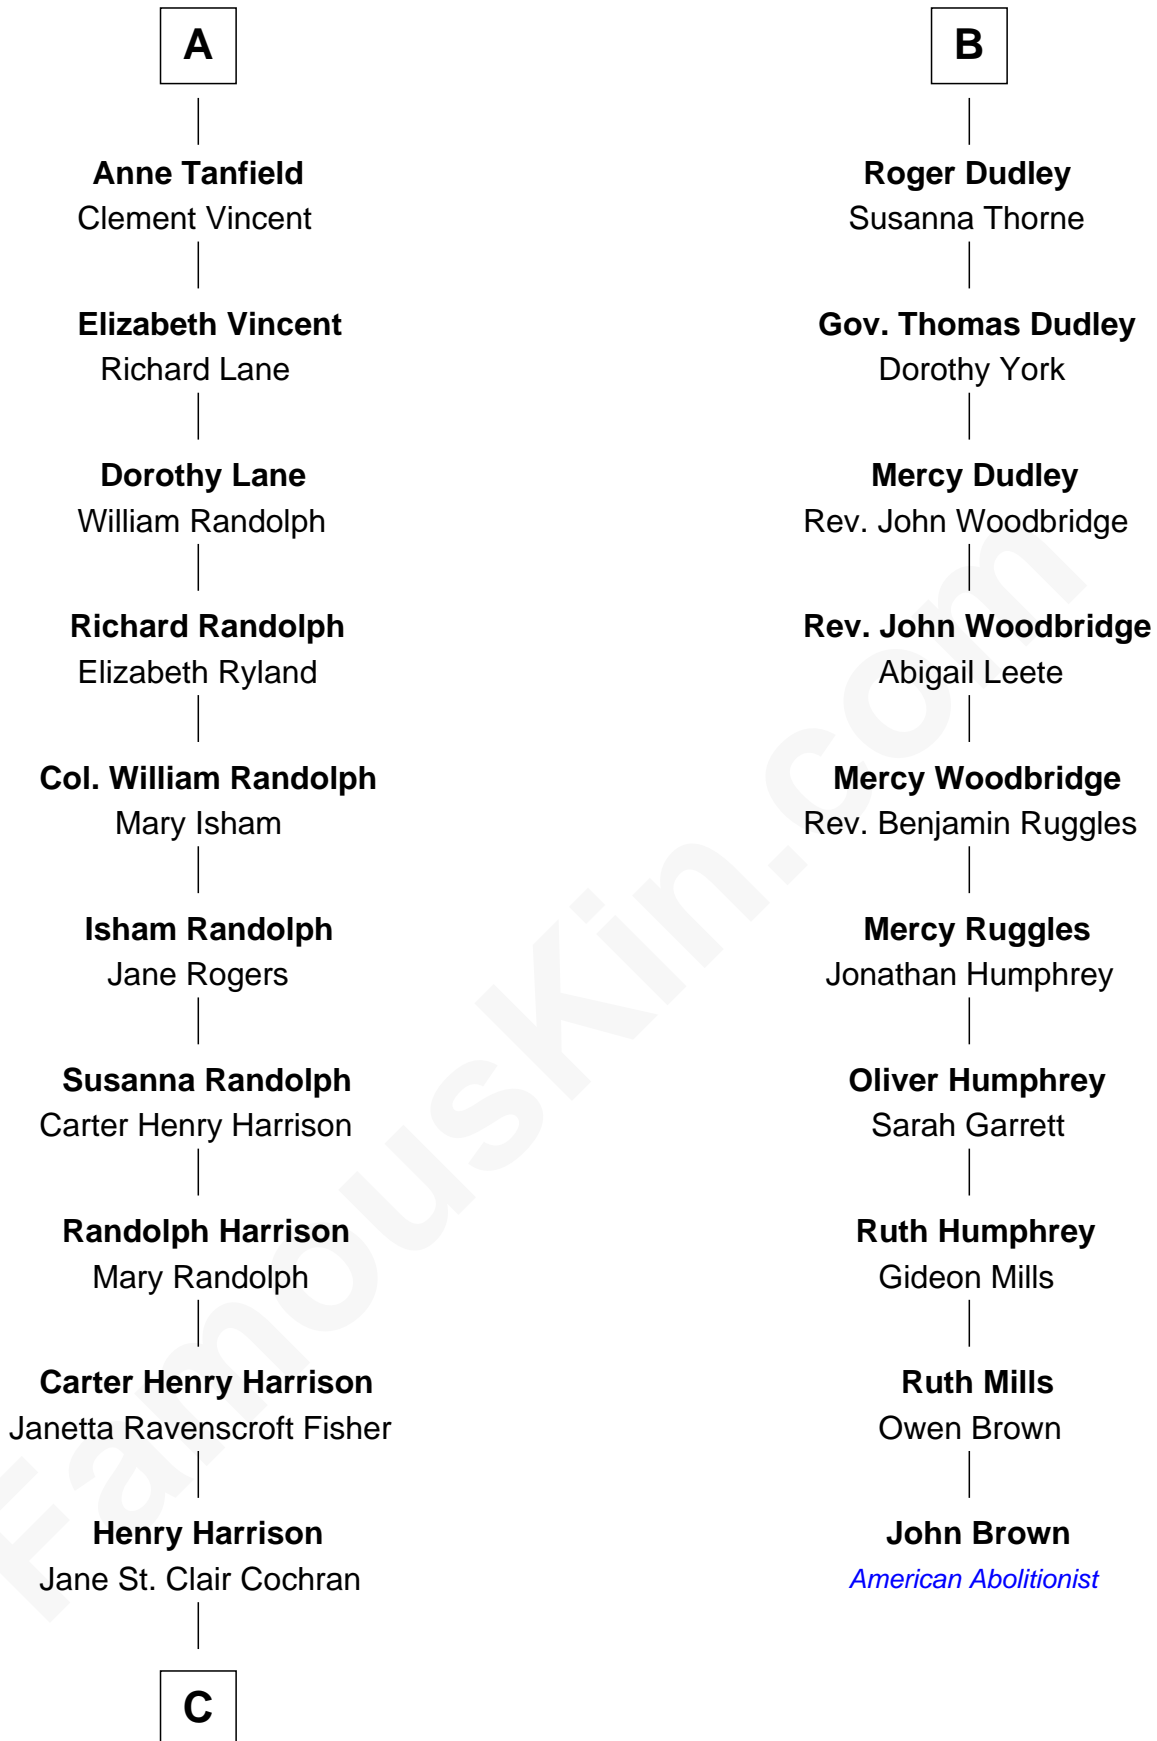 A
Anne Tanfield
Clement Vincent
Elizabeth Vincent
Richard Lane
Dorothy Lane
William Randolph
Richard Randolph
Elizabeth Ryland
Col. William Randolph
Mary Isham
Isham Randolph
Jane Rogers
Susanna Randolph
Carter Henry Harrison
Randolph Harrison
Mary Randolph
Carter Henry Harrison
Janetta Ravenscroft Fisher
Henry Harrison
Jane St. Clair Cochran
C
B
Roger Dudley
Susanna Thorne
Gov. Thomas Dudley
Dorothy York
Mercy Dudley
Rev. John Woodbridge
Rev. John Woodbridge
Abigail Leete
Mercy Woodbridge
Rev. Benjamin Ruggles
Mercy Ruggles
Jonathan Humphrey
Oliver Humphrey
Sarah Garrett
Ruth Humphrey
Gideon Mills
Ruth Mills
Owen Brown
John Brown
American Abolitionist
FamousKin.com